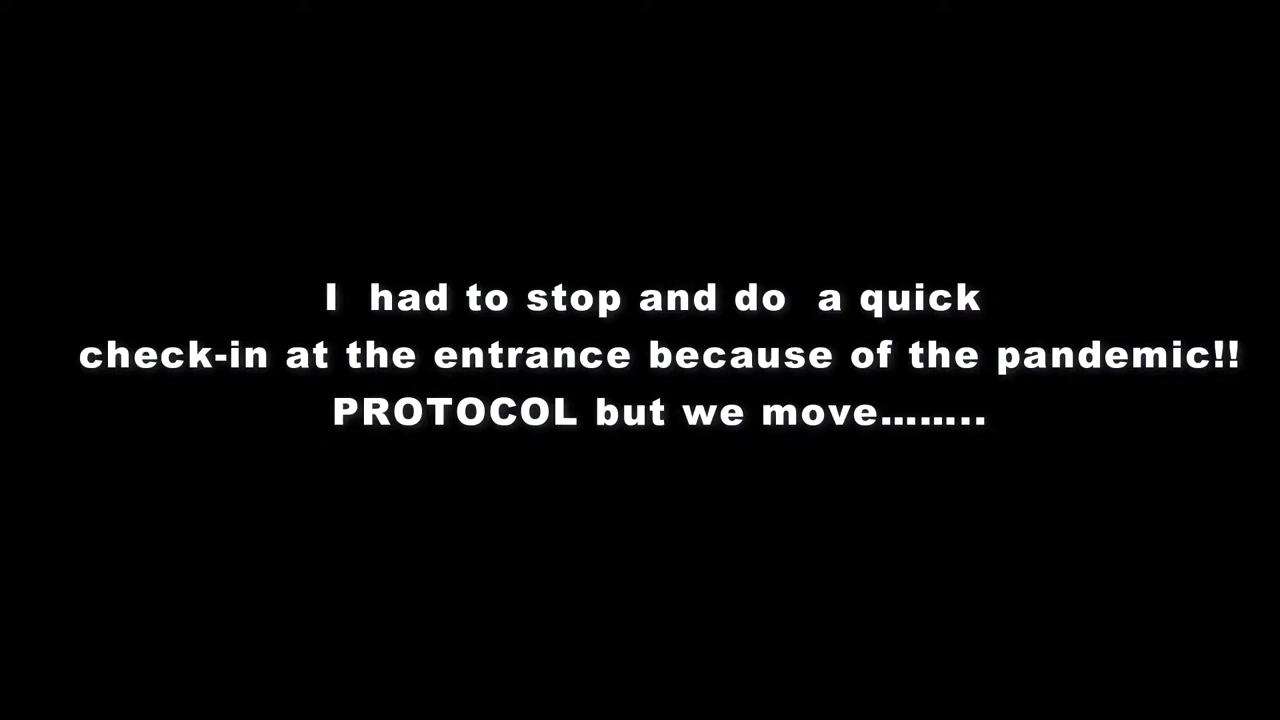 I  had to stop and do  a quick
check-in at the entrance because of the pandemic!!
PROTOCOL but we move……..